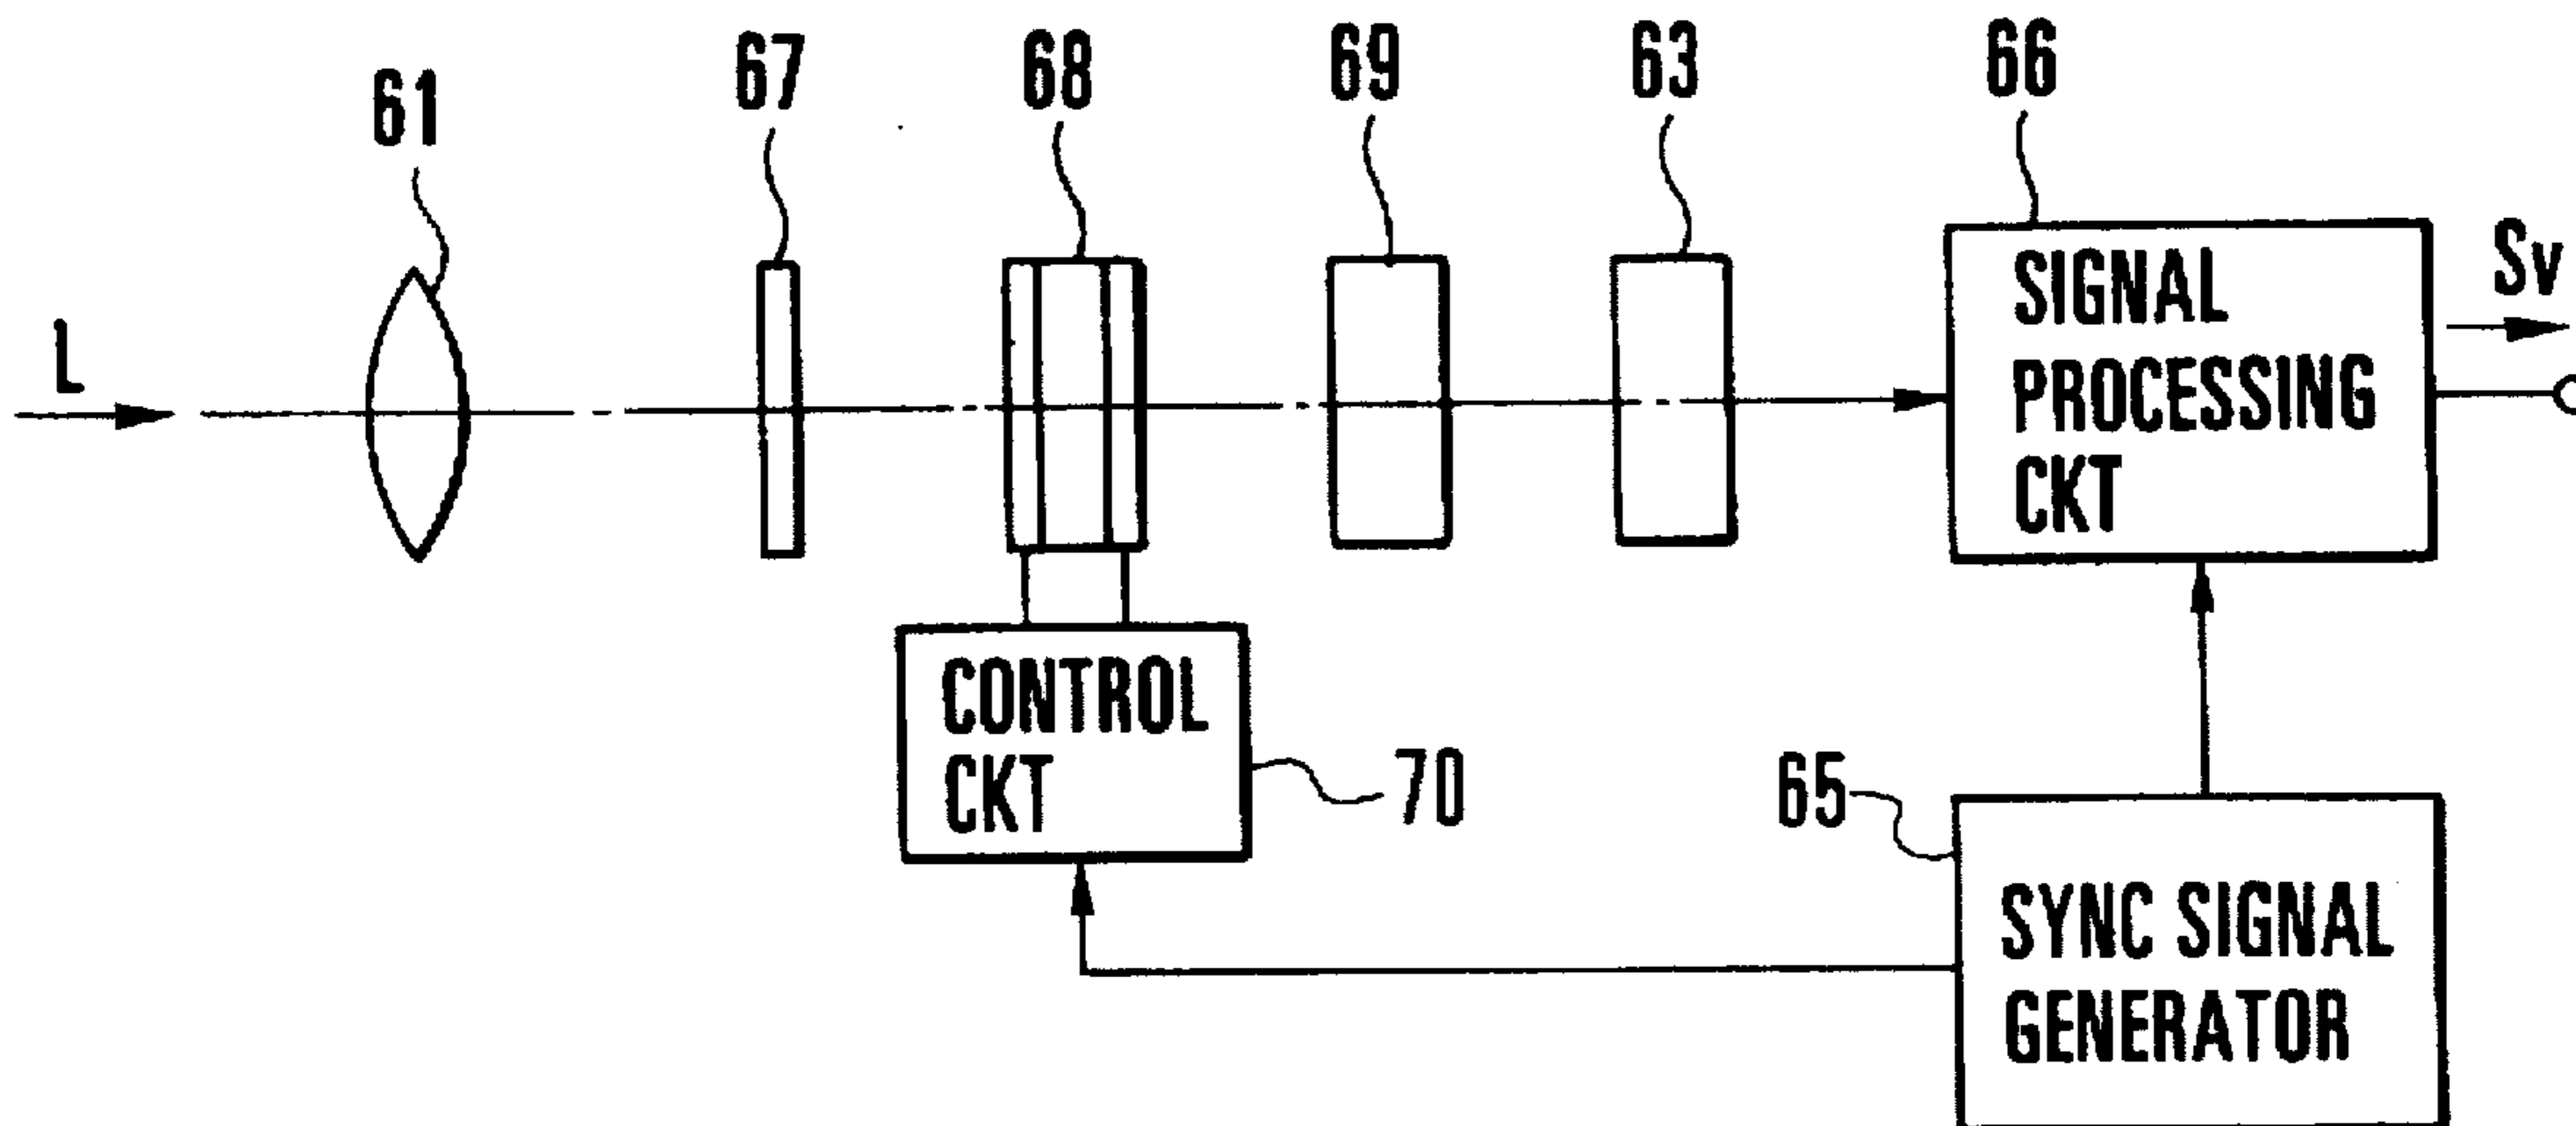 61
67
68
69
63
66
L
SIGNAL
PROCESSING
CKT
Sv
CONTROL
CKT
70
65
SYNC SIGNAL
GENERATOR